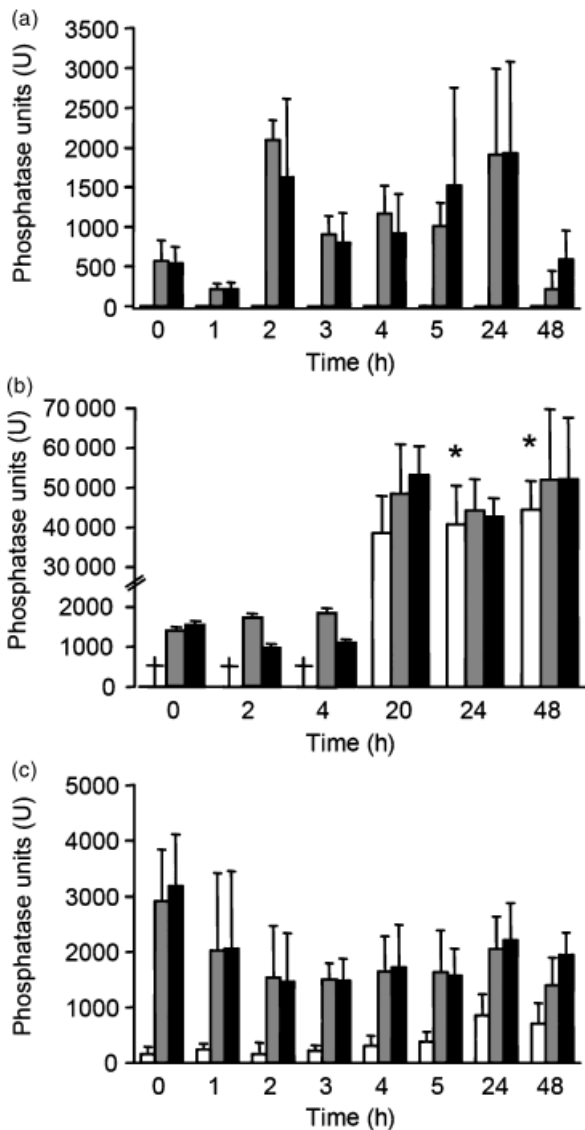 (a)
Phosphatase units (U)
3500
3000
2500
2000
1500
1000
500
0
0 1 2 3 4 5 24 48
Time (h)
(b)
Phosphatase units (U)
70 000
60 000
50 000
40 000
30 000
2000
1000
0
* *
0 2 4 20 24 48
Time (h)
(c)
Phosphatase units (U)
5000
4000
3000
2000
1000
0
0 1 2 3 4 5 24 48
Time (h)